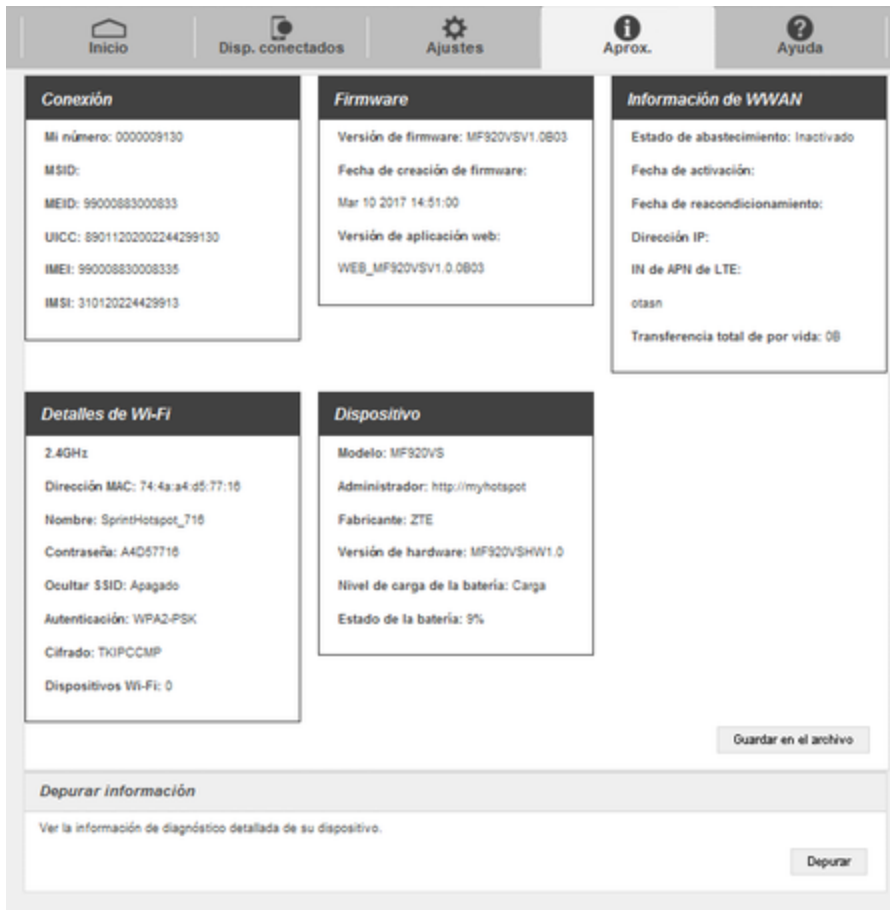 Inicio
Disp. conectados
Ajustes
Aprox.
Ayuda
Conexión
Mi número: 0000009130
MSID:
MEID: 99000883000833
UICC: 89011202002244299130
IMEI: 990008830008335
IMSI: 310120224429913
Firmware
Versión de firmware: MF920VSV1.0B03
Fecha de creación de firmware:
Mar 10 2017 14:51:00
Versión de aplicación web:
WEB_MF920VSV1.0.0B03
Información de WWAN
Estado de abastecimiento: Inactivado
Fecha de activación:
Fecha de reacondicionamiento:
Dirección IP:
IN de APN de LTE:
otasn
Transferencia total de por vida: 0B
Detalles de Wi-Fi
2.4GHz
Dirección MAC: 74:4a:a4:d5:77:16
Nombre: SprintHotspot_716
Contraseña: A4D57716
Ocultar SSID: Apagado
Autenticación: WPA2-PSK
Cifrado: TKIPCCMP
Dispositivos Wi-Fi: 0
Dispositivo
Modelo: MF920VS
Administrador: http://myhotspot
Fabricante: ZTE
Versión de hardware: MF920VSHW1.0
Nivel de carga de la batería: Carga
Estado de la batería: 9%
Guardar en el archivo
Depurar información
Ver la información de diagnóstico detallada de su dispositivo.
Depurar